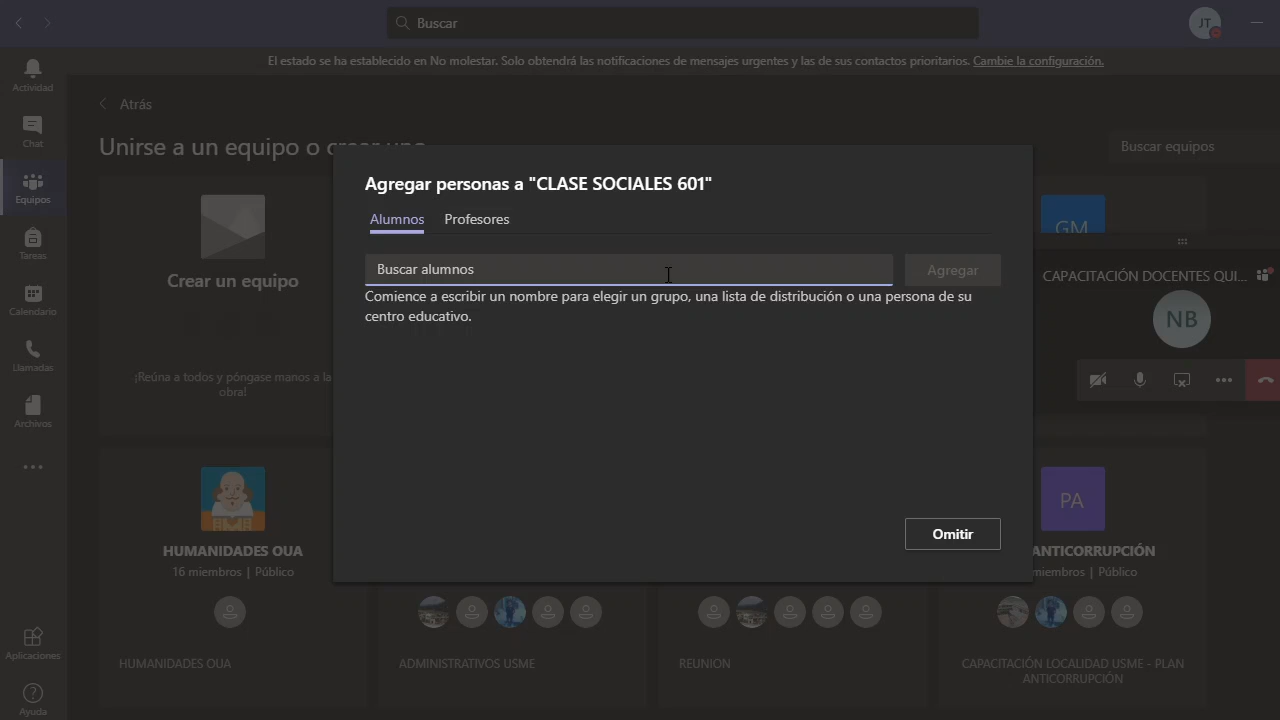 Buscar
JT
El estado se ha establecido en No molestar. Solo obtendrá las notificaciones de mensajes urgentes y las de sus contactos prioritarios. Cambie la configuración.
Actividad
Chat
Equipos
Tareas
Calendario
Llamadas
Archivos
Aplicaciones
Ayuda
Atrás
Unirse a un equipo o crear uno
Buscar equipos
Crear un equipo
¡Reúna a todos y póngase manos a la
obra!
Agregar personas a "CLASE SOCIALES 601"
Alumnos
Profesores
Buscar alumnos
Agregar
Comience a escribir un nombre para elegir un grupo, una lista de distribución o una persona de su
centro educativo.
Omitir
GM
CAPACITACIÓN DOCENTES QUI...
NB
HUMANIDADES OUA
16 miembros | Público
HUMANIDADES OUA
ADMINISTRATIVOS USME
REUNION
PA
ANTICORRUPCIÓN
miembros | Público
CAPACITACIÓN LOCALIDAD USME - PLAN
ANTICORRUPCIÓN